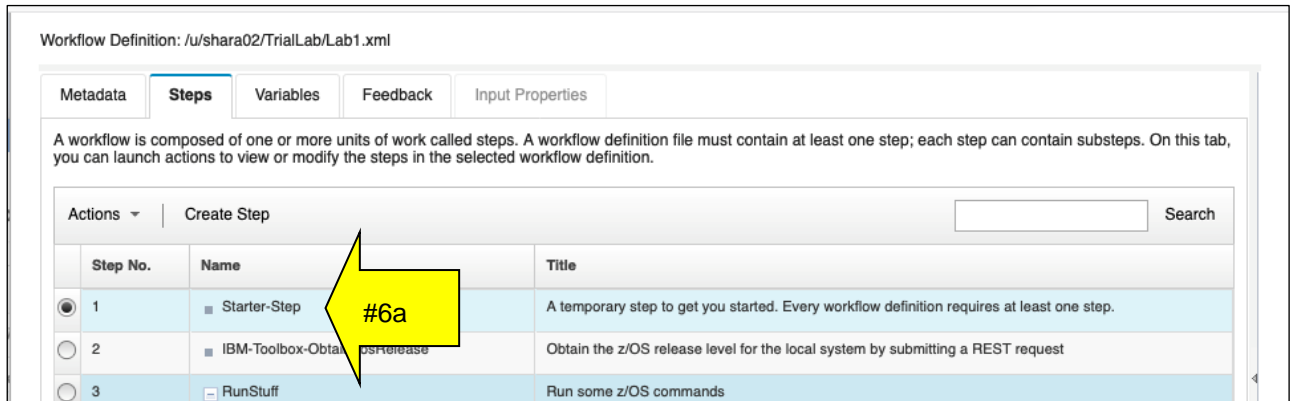 Workflow Definition: /u/shara02/TrialLab/Lab1.xml
Metadata Steps Variables Feedback Input Properties
A workflow is composed of one or more units of work called steps. A workflow definition file must contain at least one step; each step can contain substeps. On this tab,
you can launch actions to view or modify the steps in the selected workflow definition.
Actions Create Step Search
Step No. Name Title
1 Starter-Step A temporary step to get you started. Every workflow definition requires at least one step.
#6a
2 Obtain the z/OS release level for the local system by submitting a REST request
3 RunStuff Run some z/OS commands